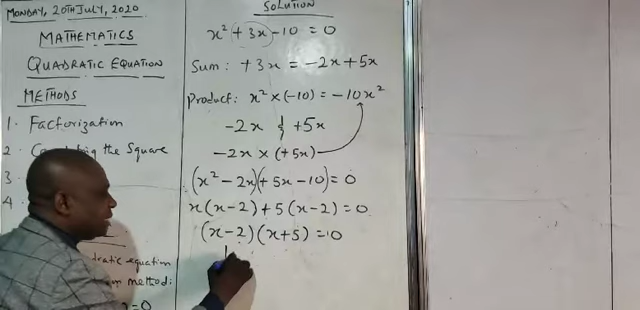 MONDAY, 20TH JULY, 2020
MATHEMATICS
QUADRATIC EQUATION
METHODS
1. Factorization
2. the Square
3
4
equation
method:
=0
SOLUTION
x² + 3x - 10 = 0
Sum: +3x = -2x + 5x
Product: x² × (-10) = -10x²
-2x & +5x
-2x × (+5x)
(x² - 2x)(+5x - 10) = 0
x(x-2) + 5(x-2) = 0
(x-2)(x+5) = 0